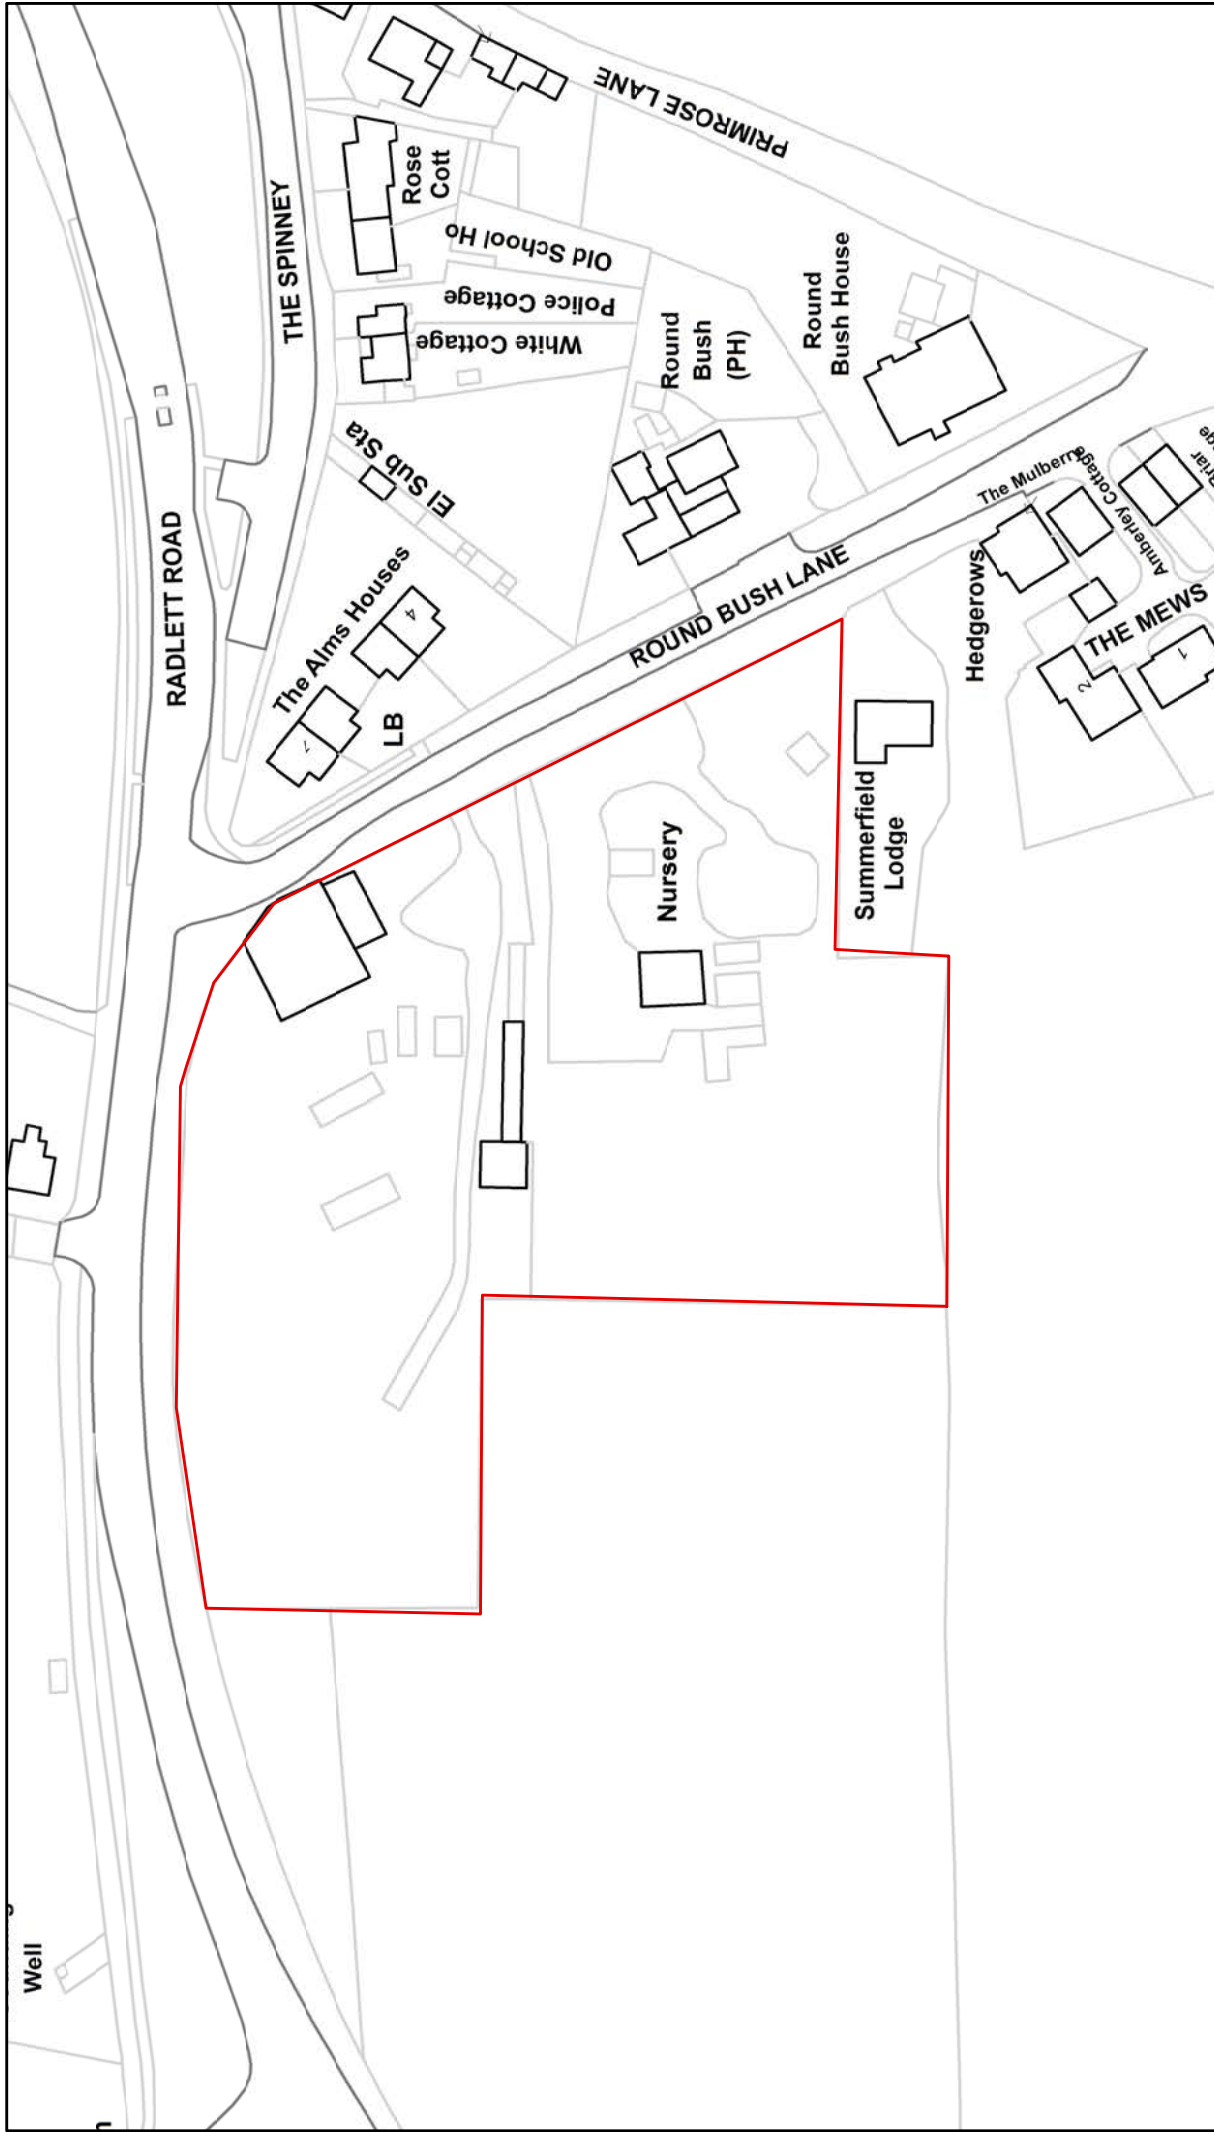 PRIMROSE LANE
THE SPINNEY
Rose
Cott
Old School Ho
Police Cottage
White Cottage
Round
Bush House
Round
Bush
(PH)
El Sub Sta
RADLETT ROAD
The Alms Houses
4
7
LB
ROUND BUSH LANE
The Mulberry
Amberley Cottage
Briar
Hedgerows
THE MEWS
1
2
Summerfield
Lodge
Nursery
Well